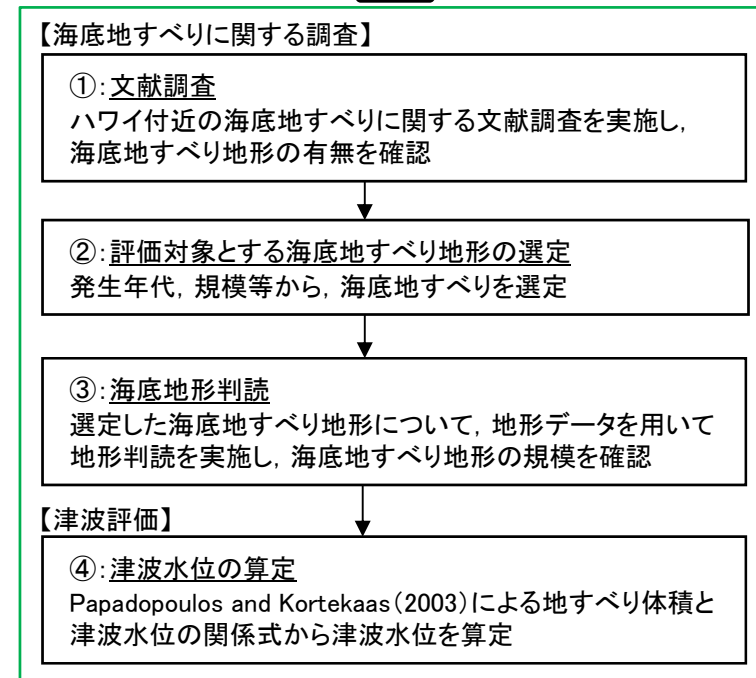 【海底地すべりに関する調査】
①:文献調査
ハワイ付近の海底地すべりに関する文献調査を実施し,
海底地すべり地形の有無を確認
②:評価対象とする海底地すべり地形の選定
発生年代,規模等から,海底地すべりを選定
③:海底地形判読
選定した海底地すべり地形について,地形データを用いて
地形判読を実施し,海底地すべり地形の規模を確認
【津波評価】
④:津波水位の算定
Papadopoulos and Kortekaas(2003)による地すべり体積と
津波水位の関係式から津波水位を算定